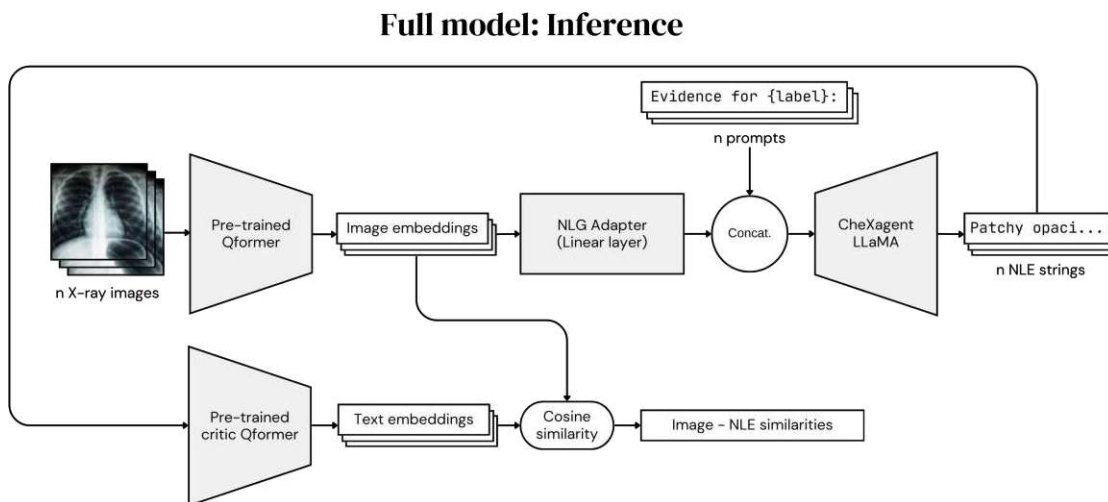 Full model: Inference
Evidence for {label}:
n prompts
Pre-trained
Qformer
Image embeddings
NLG Adapter
(Linear layer)
Concat.
CheXagent
LLaMA
Patchy opaci...
n NLE strings
n X-ray images
Pre-trained
critic Qformer
Text embeddings
Cosine
similarity
Image - NLE similarities